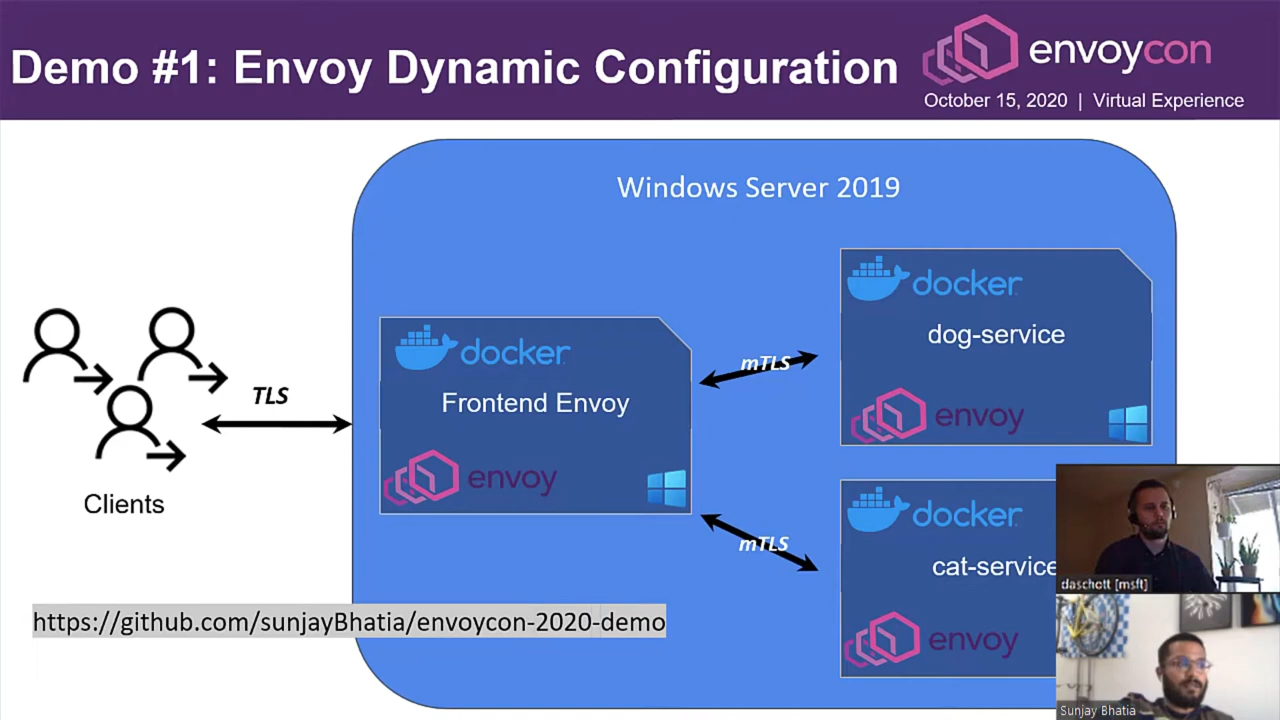 Demo #1: Envoy Dynamic Configuration
envoycon
October 15, 2020 | Virtual Experience
Windows Server 2019
docker
dog-service
envoy
docker
Frontend Envoy
envoy
mTLS
TLS
Clients
mTLS
docker
cat-service
envoy
https://github.com/sunjayBhatia/envoycon-2020-demo
daschott [msft]
Sunjay Bhatia